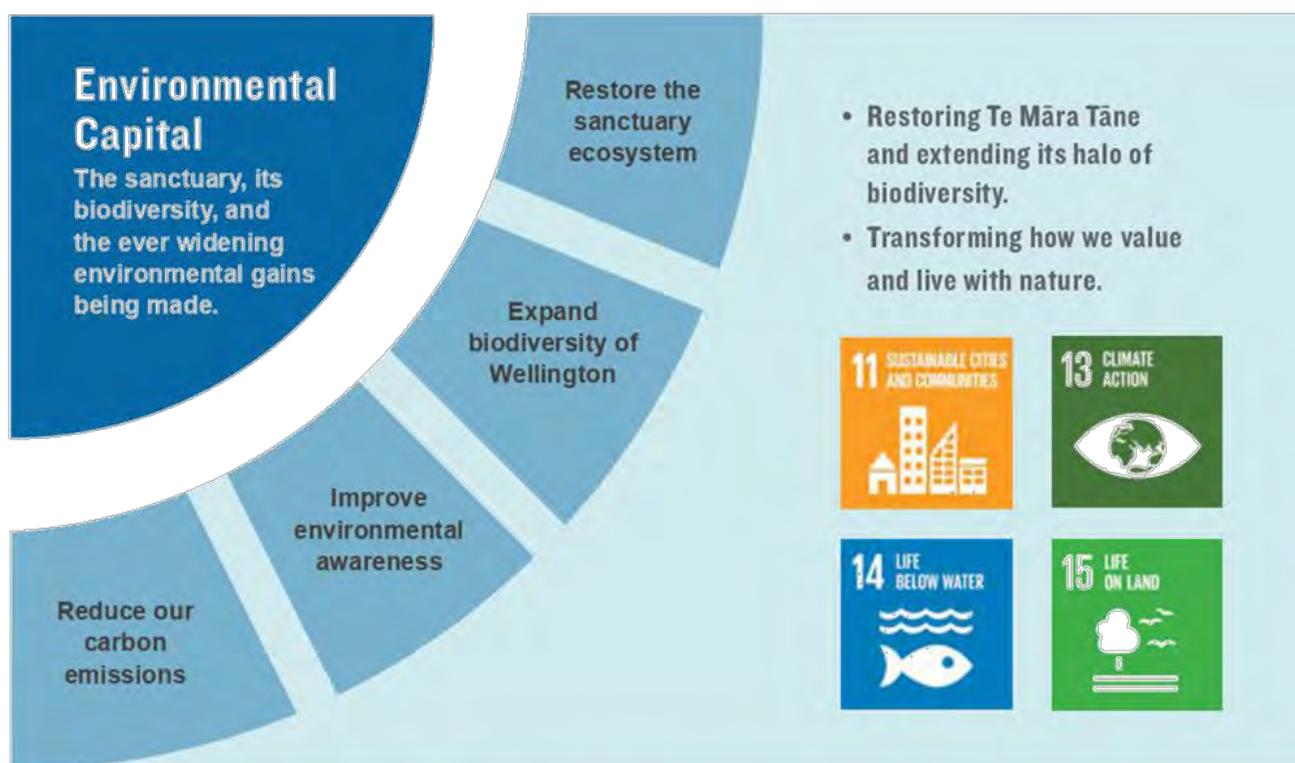 Environmental
Capital
The sanctuary, its
biodiversity, and
the ever widening
environmental gains
being made.
Restore the
sanctuary
ecosystem
Expand
biodiversity of
Wellington
Improve
environmental
awareness
Reduce our
carbon
emissions
• Restoring Te Māra Tāne
and extending its halo of
biodiversity.
• Transforming how we value
and live with nature.
11 SUSTAINABLE CITIES
AND COMMUNITIES
13 CLIMATE
ACTION
14 LIFE
BELOW WATER
15 LIFE
ON LAND